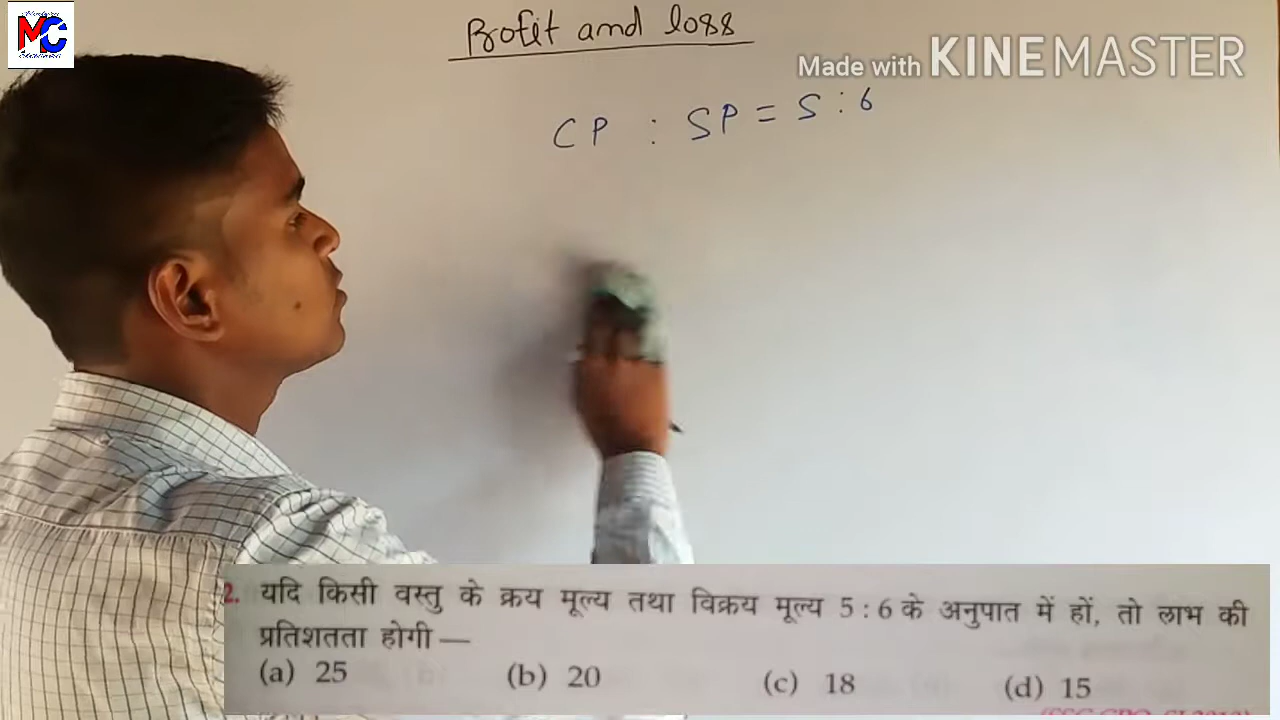 MC
Profit and loss
Made with KINEMASTER
CP : SP = 5 : 6
2. यदि किसी वस्तु के क्रय मूल्य तथा विक्रय मूल्य 5 : 6 के अनुपात में हों, तो लाभ की
प्रतिशतता होगी —
(a) 25 (b) 20 (c) 18 (d) 15